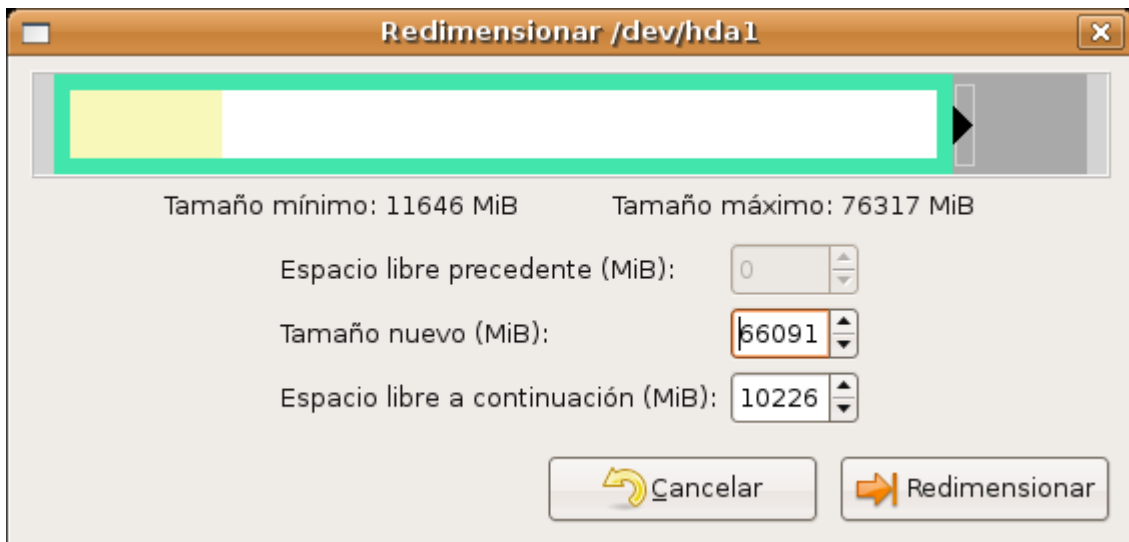 Redimensionar /dev/hda1
Tamaño mínimo: 11646 MiB Tamaño máximo: 76317 MiB
Espacio libre precedente (MiB): 0
Tamaño nuevo (MiB): 66091
Espacio libre a continuación (MiB): 10226
Cancelar Redimensionar